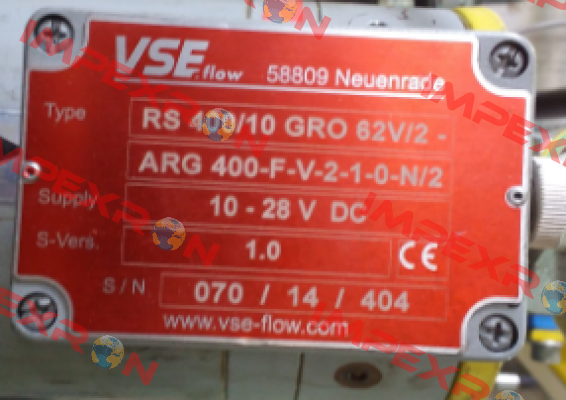 VSE.flow 58809 Neuenrade
Type RS 400/10 GRO 62V/2 -
ARG 400-F-V-2-1-0-N/2
Supply 10 - 28 V DC
S-Vers. 1.0 CE
S / N 070 / 14 / 404
www.vse-flow.com
IMPEXRON